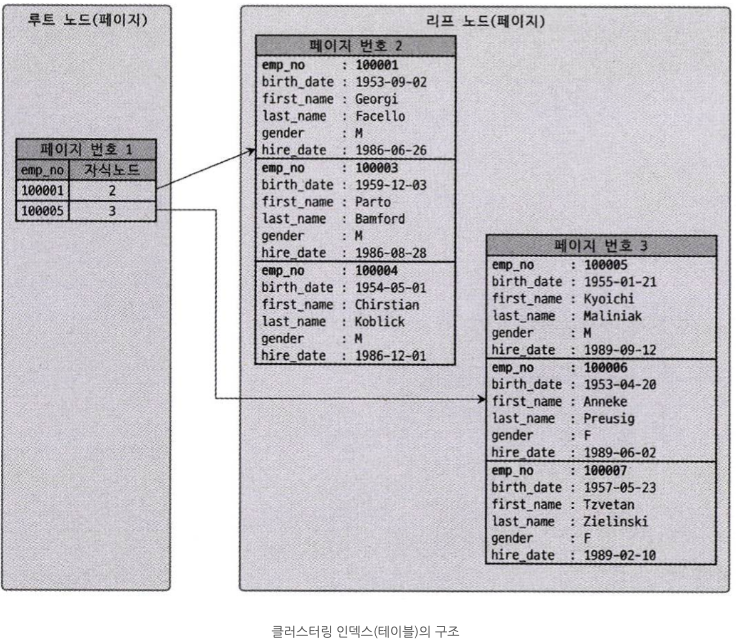 루트 노드(페이지)
페이지 번호 1
emp_no 자식노드
100001 2
100005 3
리프 노드(페이지)
페이지 번호 2
emp_no : 100001
birth_date : 1953-09-02
first_name : Georgi
last_name : Facello
gender : M
hire_date : 1986-06-26
emp_no : 100003
birth_date : 1959-12-03
first_name : Parto
last_name : Bamford
gender : M
hire_date : 1986-08-28
emp_no : 100004
birth_date : 1954-05-01
first_name : Chirstian
last_name : Koblick
gender : M
hire_date : 1986-12-01
페이지 번호 3
emp_no : 100005
birth_date : 1955-01-21
first_name : Kyoichi
last_name : Maliniak
gender : M
hire_date : 1989-09-12
emp_no : 100006
birth_date : 1953-04-20
first_name : Anneke
last_name : Preusig
gender : F
hire_date : 1989-06-02
emp_no : 100007
birth_date : 1957-05-23
first_name : Tzvetan
last_name : Zielinski
gender : F
hire_date : 1989-02-10
클러스터링 인덱스(테이블)의 구조